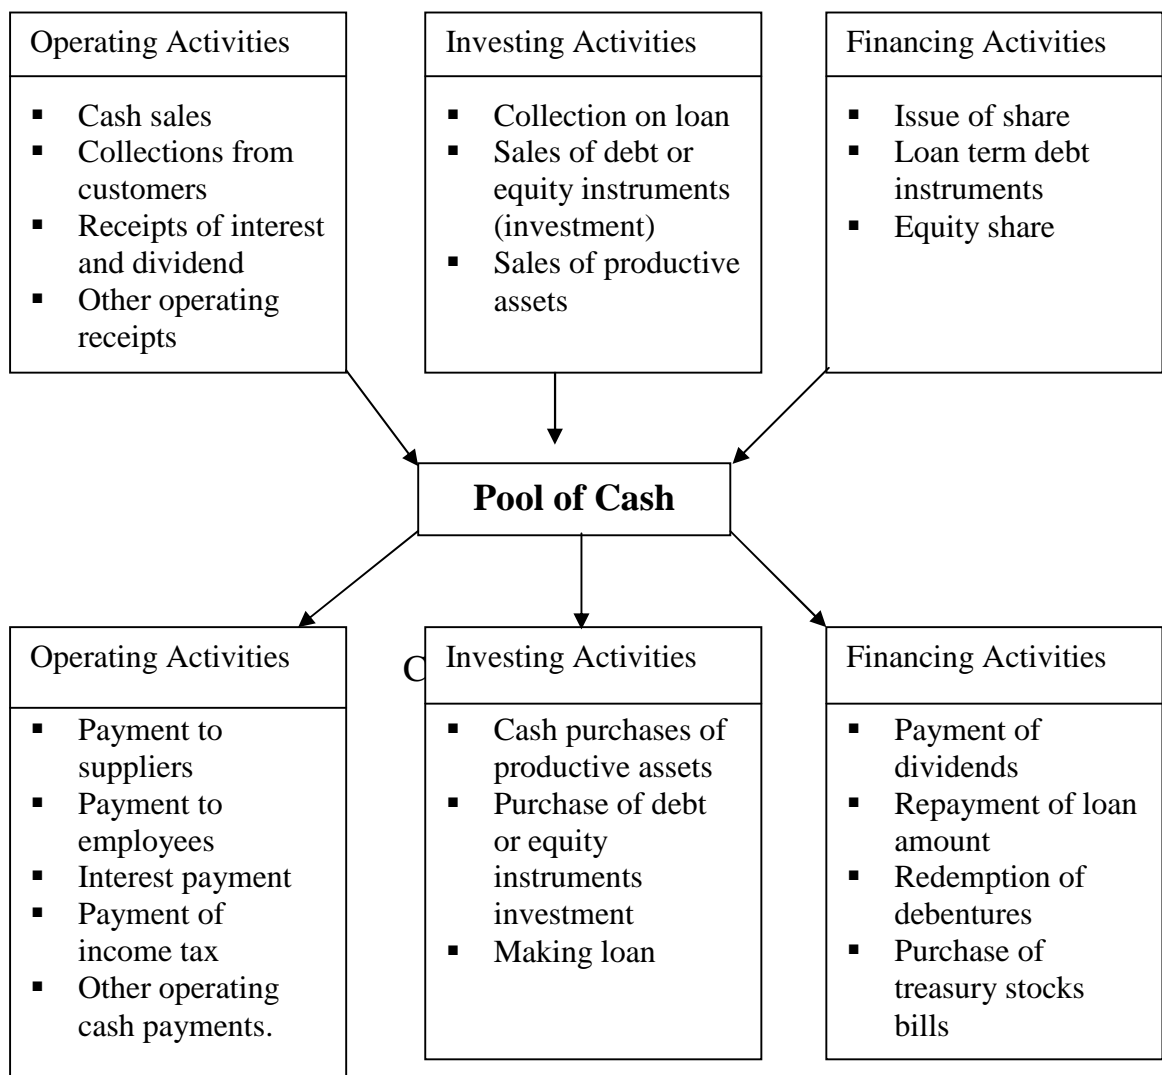 Operating Activities
▪ Cash sales
▪ Collections from
customers
▪ Receipts of interest
and dividend
▪ Other operating
receipts
Investing Activities
▪ Collection on loan
▪ Sales of debt or
equity instruments
(investment)
▪ Sales of productive
assets
Financing Activities
▪ Issue of share
▪ Loan term debt
instruments
▪ Equity share
Pool of Cash
Operating Activities
▪ Payment to
suppliers
▪ Payment to
employees
▪ Interest payment
▪ Payment of
income tax
▪ Other operating
cash payments.
Investing Activities
▪ Cash purchases of
productive assets
▪ Purchase of debt
or equity
instruments
investment
▪ Making loan
Financing Activities
▪ Payment of
dividends
▪ Repayment of loan
amount
▪ Redemption of
debentures
▪ Purchase of
treasury stocks
bills